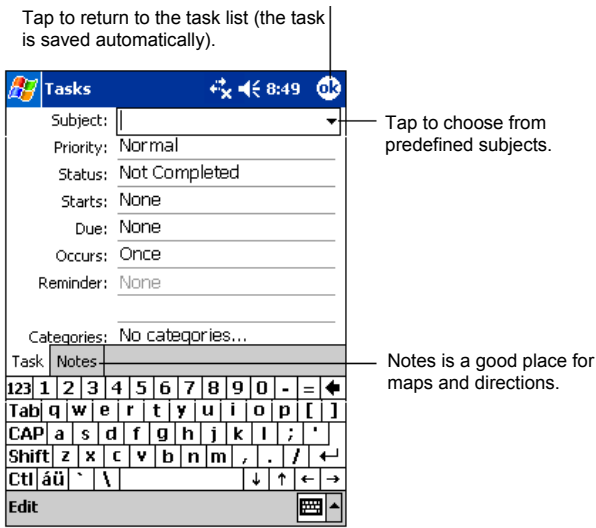 Tap to return to the task list (the task
is saved automatically).
Tasks 8:49 ok
Subject:
Tap to choose from
predefined subjects.
Priority: Normal
Status: Not Completed
Starts: None
Due: None
Occurs: Once
Reminder: None
Categories: No categories...
Task Notes
Notes is a good place for
maps and directions.
123 1 2 3 4 5 6 7 8 9 0 - = ←
Tab q w e r t y u i o p [ ]
CAP a s d f g h j k l ; '
Shift z x c v b n m , . / ↵
Ctl áü ` \ ↓ ↑ ← →
Edit